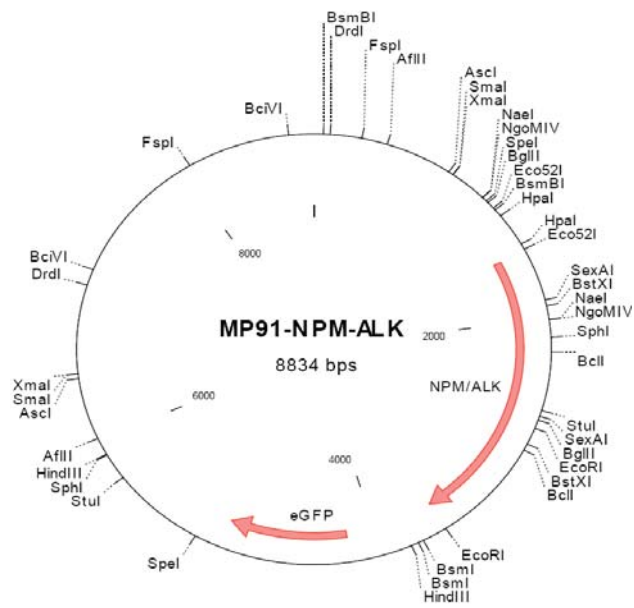 BsmBI
DrdI
FspI
AflII
AscI
SmaI
XmaI
NaeI
NgoMIV
SpeI
BglII
Eco52I
BsmBI
HpaI
HpaI
Eco52I
SexAI
BstXI
NaeI
NgoMIV
SphI
BclI
StuI
SexAI
BglII
EcoRI
BstXI
BclI
EcoRI
BsmI
BsmI
HindIII
SpeI
StuI
SphI
HindIII
AflII
AscI
SmaI
XmaI
DrdI
BciVI
FspI
BciVI
I
8000
MP91-NPM-ALK
8834 bps
2000
NPM/ALK
6000
4000
eGFP